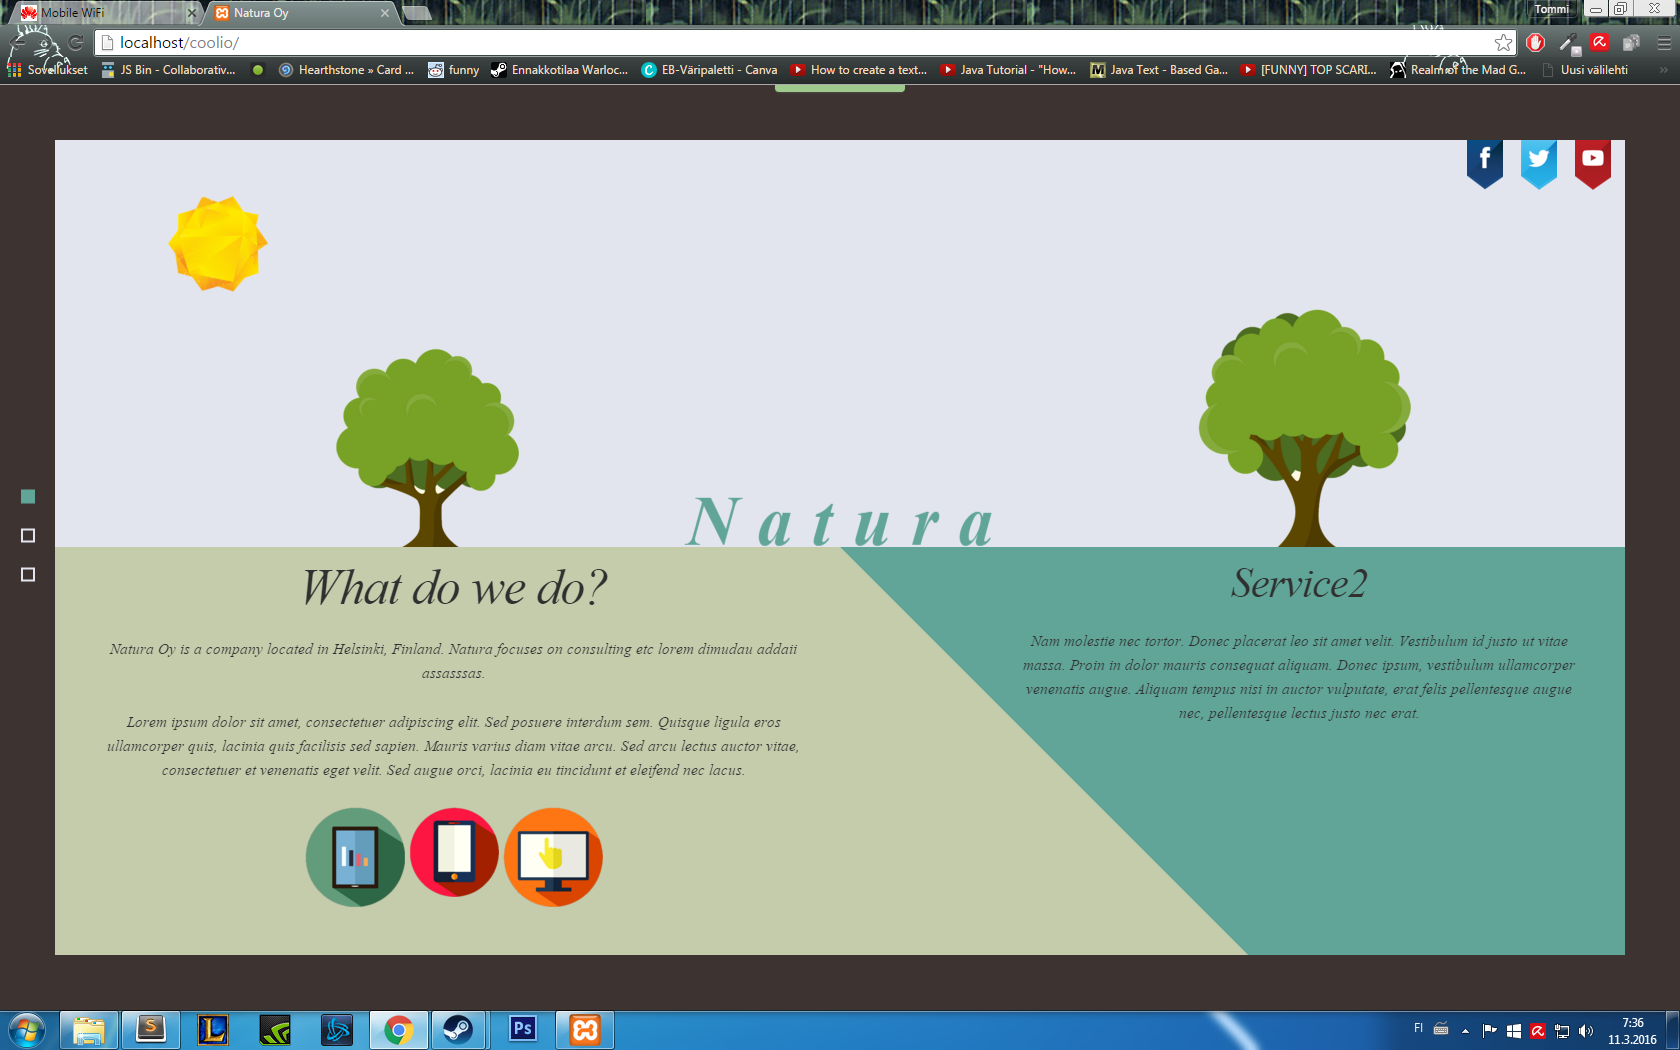 Mobile WiFi
Natura Oy
Tommi
localhost/coolio/
Sovellukset
JS Bin - Collaborativ...
Hearthstone » Card ...
funny
Ennakkotilaa Warloc...
EB-Väripaletti - Canva
How to create a text...
Java Tutorial - "How...
Java Text - Based Ga...
[FUNNY] TOP SCARI...
Realm of the Mad G...
Uusi välilehti
Natura
What do we do?
Natura Oy is a company located in Helsinki, Finland. Natura focuses on consulting etc lorem dimudau addaii
assasssas.
Lorem ipsum dolor sit amet, consectetuer adipiscing elit. Sed posuere interdum sem. Quisque ligula eros
ullamcorper quis, lacinia quis facilisis sed sapien. Mauris varius diam vitae arcu. Sed arcu lectus auctor vitae,
consectetuer et venenatis eget velit. Sed augue orci, lacinia eu tincidunt et eleifend nec lacus.
Service2
Nam molestie nec tortor. Donec placerat leo sit amet velit. Vestibulum id justo ut vitae
massa. Proin in dolor mauris consequat aliquam. Donec ipsum, vestibulum ullamcorper
venenatis augue. Aliquam tempus nisi in auctor vulputate, erat felis pellentesque augue
nec, pellentesque lectus justo nec erat.
FI
7:36
11.3.2016